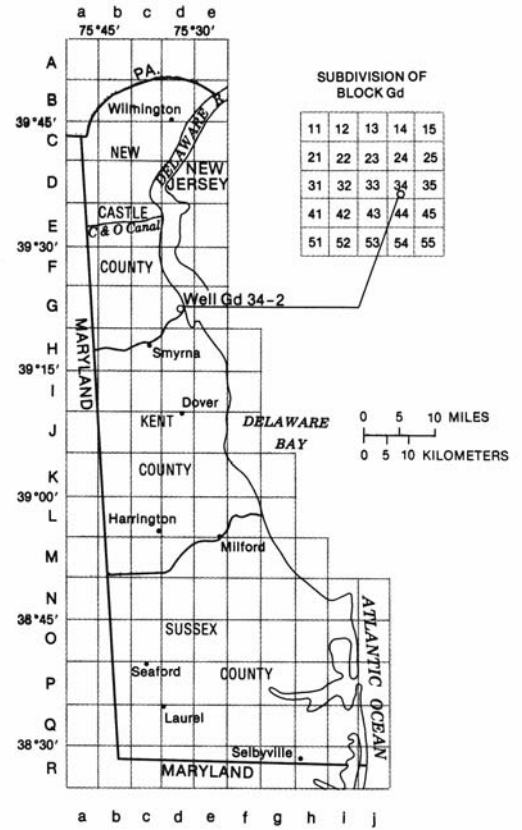 a b c d e
75°45' 75°30'
A
PA.
B
Wilmington
39°45'
C
NEW
DELAWARE R.
NEW
JERSEY
D
CASTLE
E
C & O Canal
39°30'
COUNTY
F
G
Well Gd 34-2
MARYLAND
H
Smyrna
39°15'
I
Dover
KENT
J
DELAWARE
BAY
COUNTY
K
39°00'
L
Harrington
Milford
M
N
38°45'
SUSSEX
O
ATLANTIC OCEAN
Seaford
COUNTY
P
Laurel
Q
38°30'
Selbyville
R
MARYLAND
a b c d e f g h i j
SUBDIVISION OF
BLOCK Gd
11 12 13 14 15
21 22 23 24 25
31 32 33 34 35
41 42 43 44 45
51 52 53 54 55
0 5 10 MILES
0 5 10 KILOMETERS